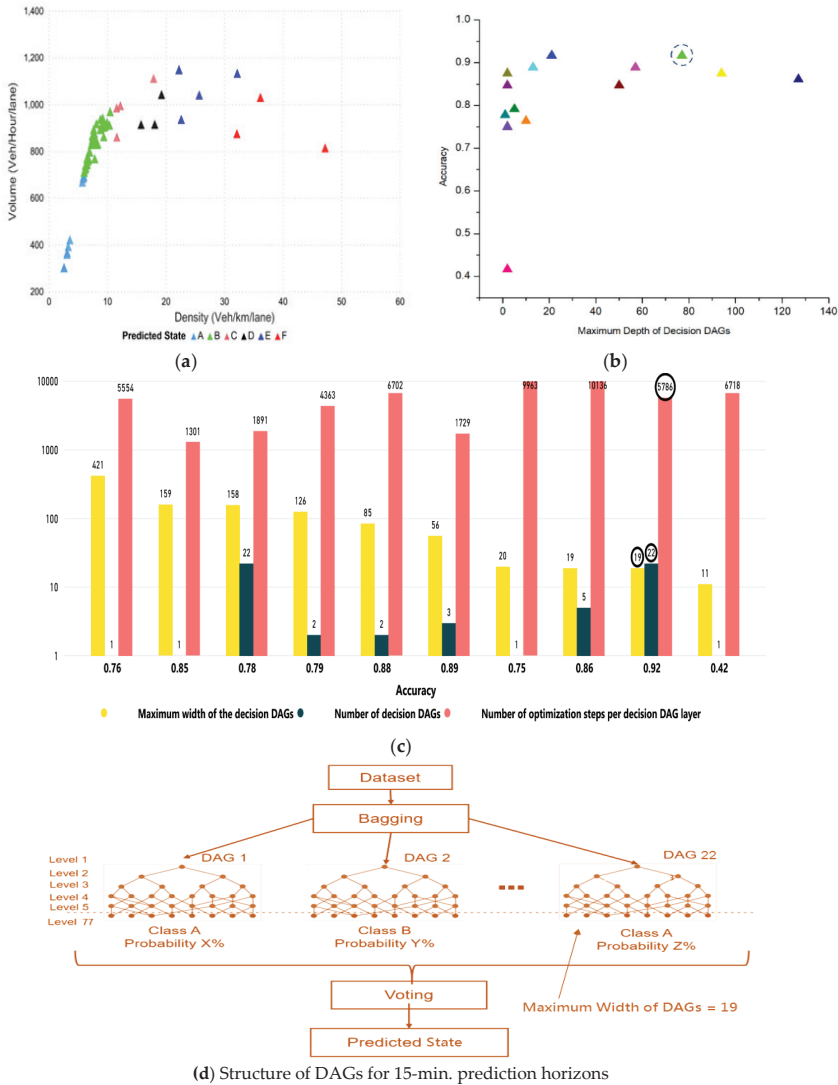 1,400
1,200
1,000
800
600
400
200
0 10 20 30 40 50 60
Volume (Veh/Hour/lane)
Density (Veh/km/lane)
Predicted State A B C D E F
(a)
1.0
0.9
0.8
0.7
0.6
0.5
0.4
0 20 40 60 80 100 120 140
Accuracy
Maximum Depth of Decision DAGs
(b)
10000
1000
100
10
1
421 1 5554
159 1 1301
158 22 1891
126 2 4363
85 2 6702
56 3 1729
20 1 9963
19 5 10136
19 22 5786
11 1 6718
0.76 0.85 0.78 0.79 0.88 0.89 0.75 0.86 0.92 0.42
Accuracy
Maximum width of the decision DAGs Number of decision DAGs Number of optimization steps per decision DAG layer
(c)
Dataset
Bagging
Level 1
Level 2
Level 3
Level 4
Level 5
Level 77
DAG 1 DAG 2 DAG 22
Class A
Probability X%
Class B
Probability Y%
Class A
Probability Z%
Voting
Maximum Width of DAGs = 19
Predicted State
(d) Structure of DAGs for 15-min. prediction horizons